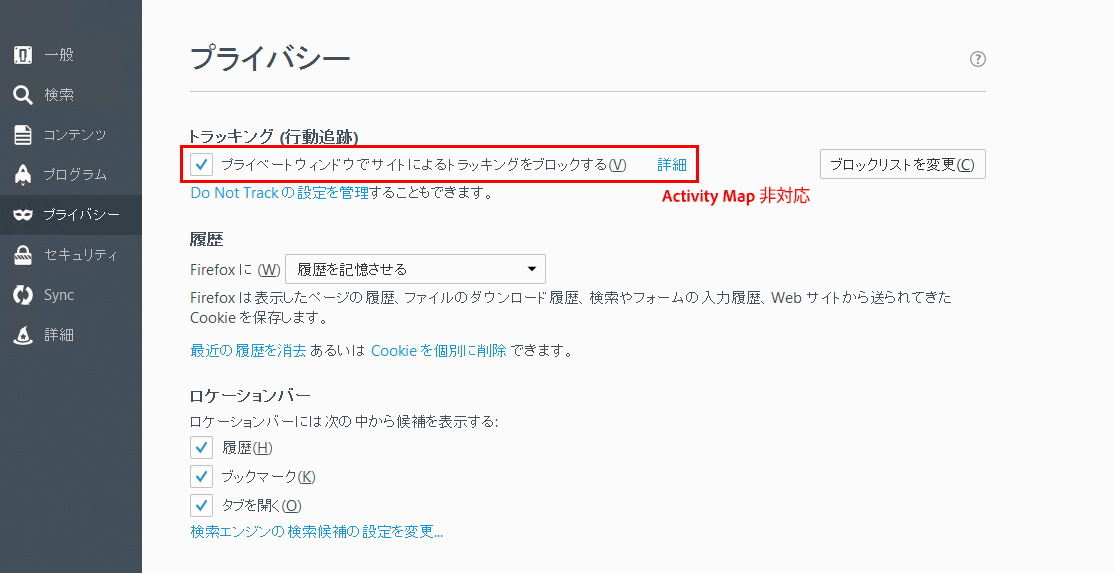 一般
検索
コンテンツ
プログラム
プライバシー
セキュリティ
Sync
詳細
プライバシー
?
トラッキング (行動追跡)
プライベートウィンドウでサイトによるトラッキングをブロックする(V) 詳細
ブロックリストを変更(C)
Do Not Track の設定を管理することもできます。
Activity Map 非対応
履歴
Firefox に (W) 履歴を記憶させる
Firefox は表示したページの履歴、ファイルのダウンロード履歴、検索やフォームの入力履歴、Web サイトから送られてきた
Cookie を保存します。
最近の履歴を消去 あるいは Cookie を個別に削除 できます。
ロケーションバー
ロケーションバーには次の中から候補を表示する:
履歴(H)
ブックマーク(K)
タブを開く(O)
検索エンジンの検索候補の設定を変更...